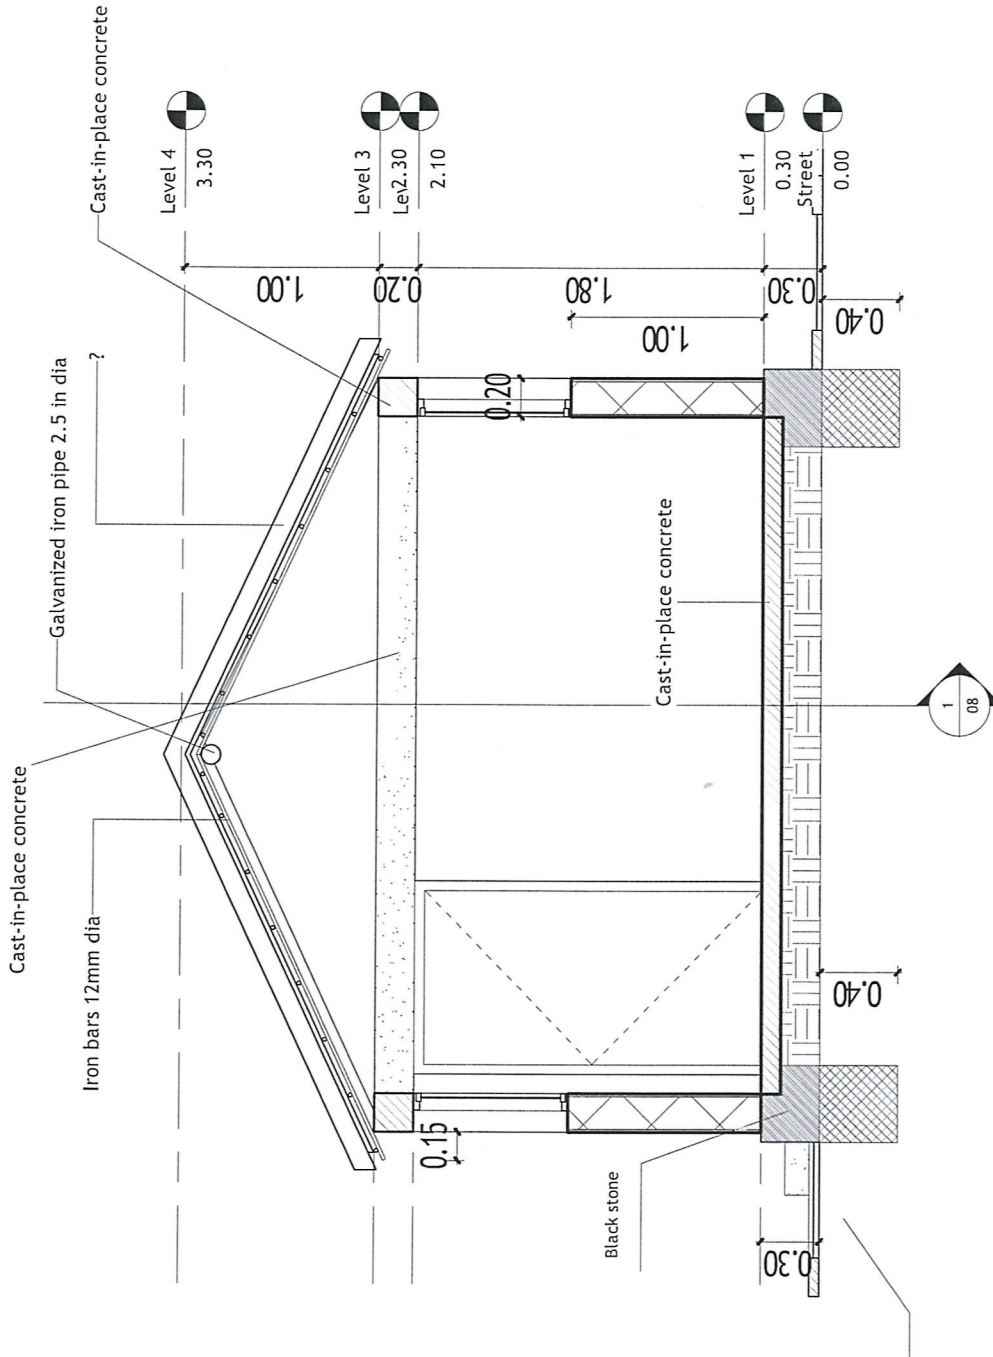 Cast-in-place concrete
Galvanized iron pipe 2.5 in dia
?
Cast-in-place concrete
Iron bars 12mm dia
Level 4
3.30
Level 3
2.30
2.10
Level 1
0.30
Street
0.00
1.00
0.20
1.80
0.30
1.00
0.40
0.20
Cast-in-place concrete
0.15
Black stone
0.30
0.40
1
08